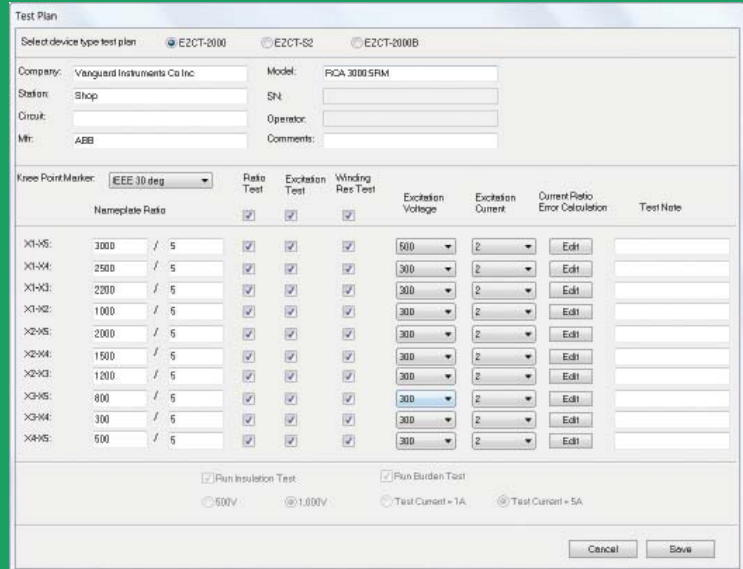 Test Plan
Select device type test plan EZCT-2000 EZCT-S2 EZCT-2000B
Company: Vanguard Instruments Co Inc Model: RCA 3000 5RM
Station: Shop SN:
Circuit: Operator:
Mfr: ABB Comments:
Knee Point Marker: IEEE 30 deg Ratio Test Excitation Test Winding Res Test
Nameplate Ratio Excitation Voltage Excitation Current Current Ratio Error Calculation Test Note
X1-X5: 3000 / 5 500 2 Edit
X1-X4: 2500 / 5 300 2 Edit
X1-X3: 2200 / 5 300 2 Edit
X1-X2: 1000 / 5 300 2 Edit
X2-X5: 2000 / 5 300 2 Edit
X2-X4: 1500 / 5 300 2 Edit
X2-X3: 1200 / 5 300 2 Edit
X3-X5: 800 / 5 300 2 Edit
X3-X4: 300 / 5 300 2 Edit
X4-X5: 500 / 5 300 2 Edit
Run Insulation Test Run Burden Test
500V 1,000V Test Current = 1A Test Current = 5A
Cancel Save